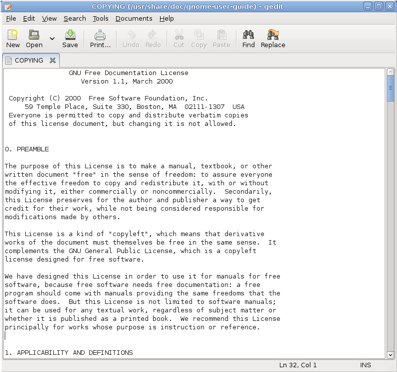 COPYING (/usr/share/doc/gnome-user-guide) - gedit
File Edit View Search Tools Documents Help
New Open Save Print... Undo Redo Cut Copy Paste Find Replace
COPYING
GNU Free Documentation License
Version 1.1, March 2000
Copyright (C) 2000 Free Software Foundation, Inc.
59 Temple Place, Suite 330, Boston, MA 02111-1307 USA
Everyone is permitted to copy and distribute verbatim copies
of this license document, but changing it is not allowed.
0. PREAMBLE
The purpose of this License is to make a manual, textbook, or other
written document "free" in the sense of freedom: to assure everyone
the effective freedom to copy and redistribute it, with or without
modifying it, either commercially or noncommercially. Secondarily,
this License preserves for the author and publisher a way to get
credit for their work, while not being considered responsible for
modifications made by others.
This License is a kind of "copyleft", which means that derivative
works of the document must themselves be free in the same sense. It
complements the GNU General Public License, which is a copyleft
license designed for free software.
We have designed this License in order to use it for manuals for free
software, because free software needs free documentation: a free
program should come with manuals providing the same freedoms that the
software does. But this License is not limited to software manuals;
it can be used for any textual work, regardless of subject matter or
whether it is published as a printed book. We recommend this License
principally for works whose purpose is instruction or reference.
1. APPLICABILITY AND DEFINITIONS
Ln 32, Col 1 INS